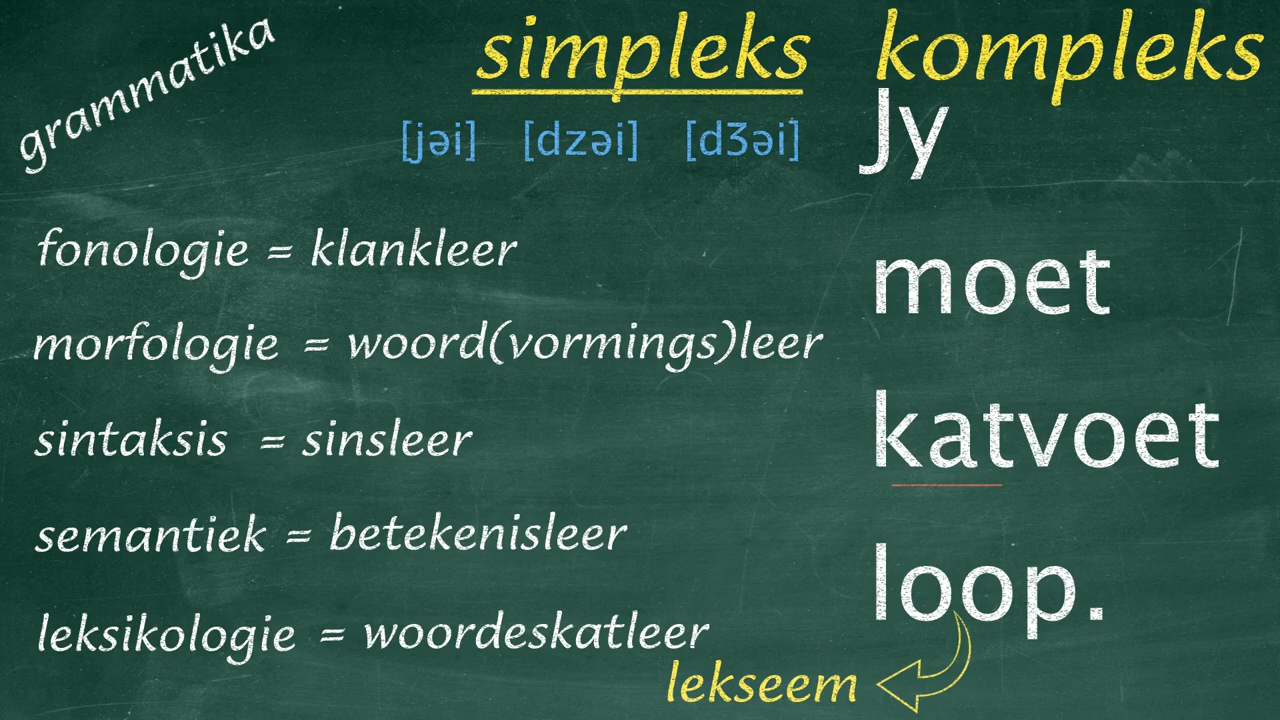 grammatika
simpleks kompleks
[jəi] [dzəi] [dʒəi]
Jy
fonologie = klankleer
moet
morfologie = woord(vormings)leer
sintaksis = sinsleer
katvoet
semantiek = betekenisleer
loop.
leksikologie = woordeskatleer
lekseem